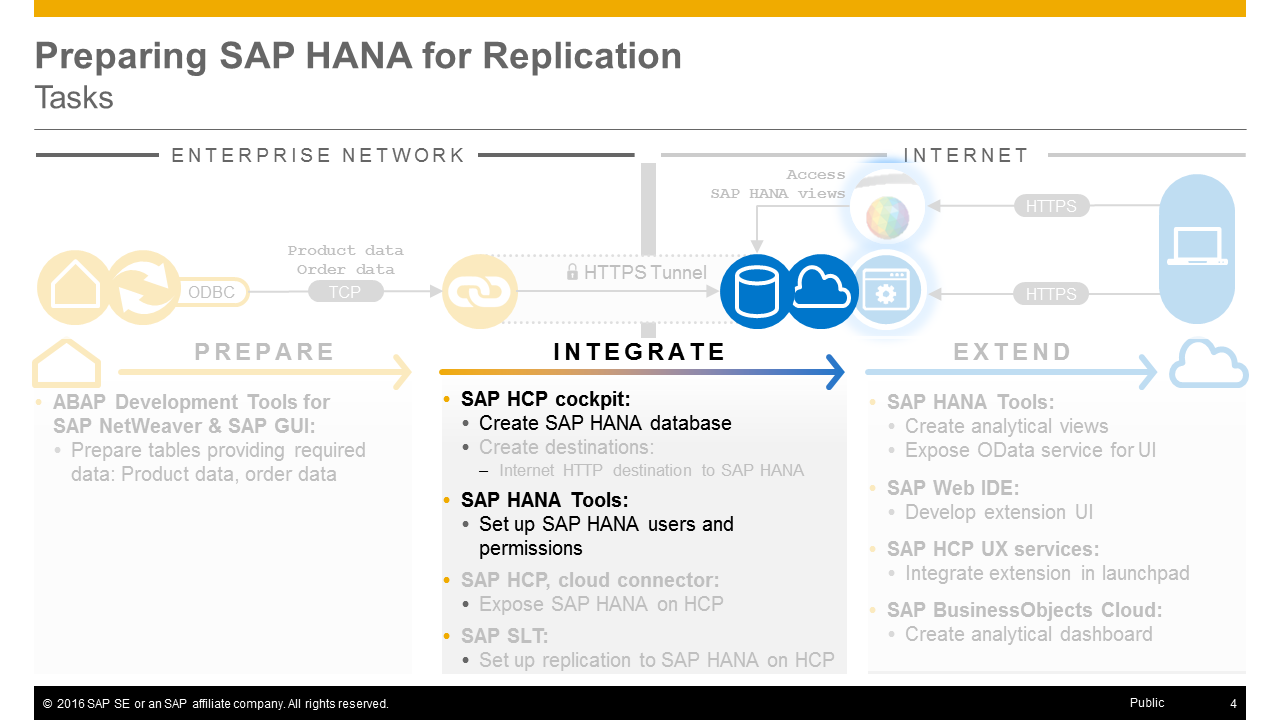 Preparing SAP HANA for Replication
Tasks
ENTERPRISE NETWORK
INTERNET
Access
SAP HANA views
HTTPS
Product data
Order data
ODBC
TCP
HTTPS Tunnel
HTTPS
PREPARE
INTEGRATE
EXTEND
• ABAP Development Tools for
SAP NetWeaver & SAP GUI:
• Prepare tables providing required
data: Product data, order data
• SAP HCP cockpit:
• Create SAP HANA database
• Create destinations:
– Internet HTTP destination to SAP HANA
• SAP HANA Tools:
• Set up SAP HANA users and
permissions
• SAP HCP, cloud connector:
• Expose SAP HANA on HCP
• SAP SLT:
• Set up replication to SAP HANA on HCP
• SAP HANA Tools:
• Create analytical views
• Expose OData service for UI
• SAP Web IDE:
• Develop extension UI
• SAP HCP UX services:
• Integrate extension in launchpad
• SAP BusinessObjects Cloud:
• Create analytical dashboard
© 2016 SAP SE or an SAP affiliate company. All rights reserved.
Public
4